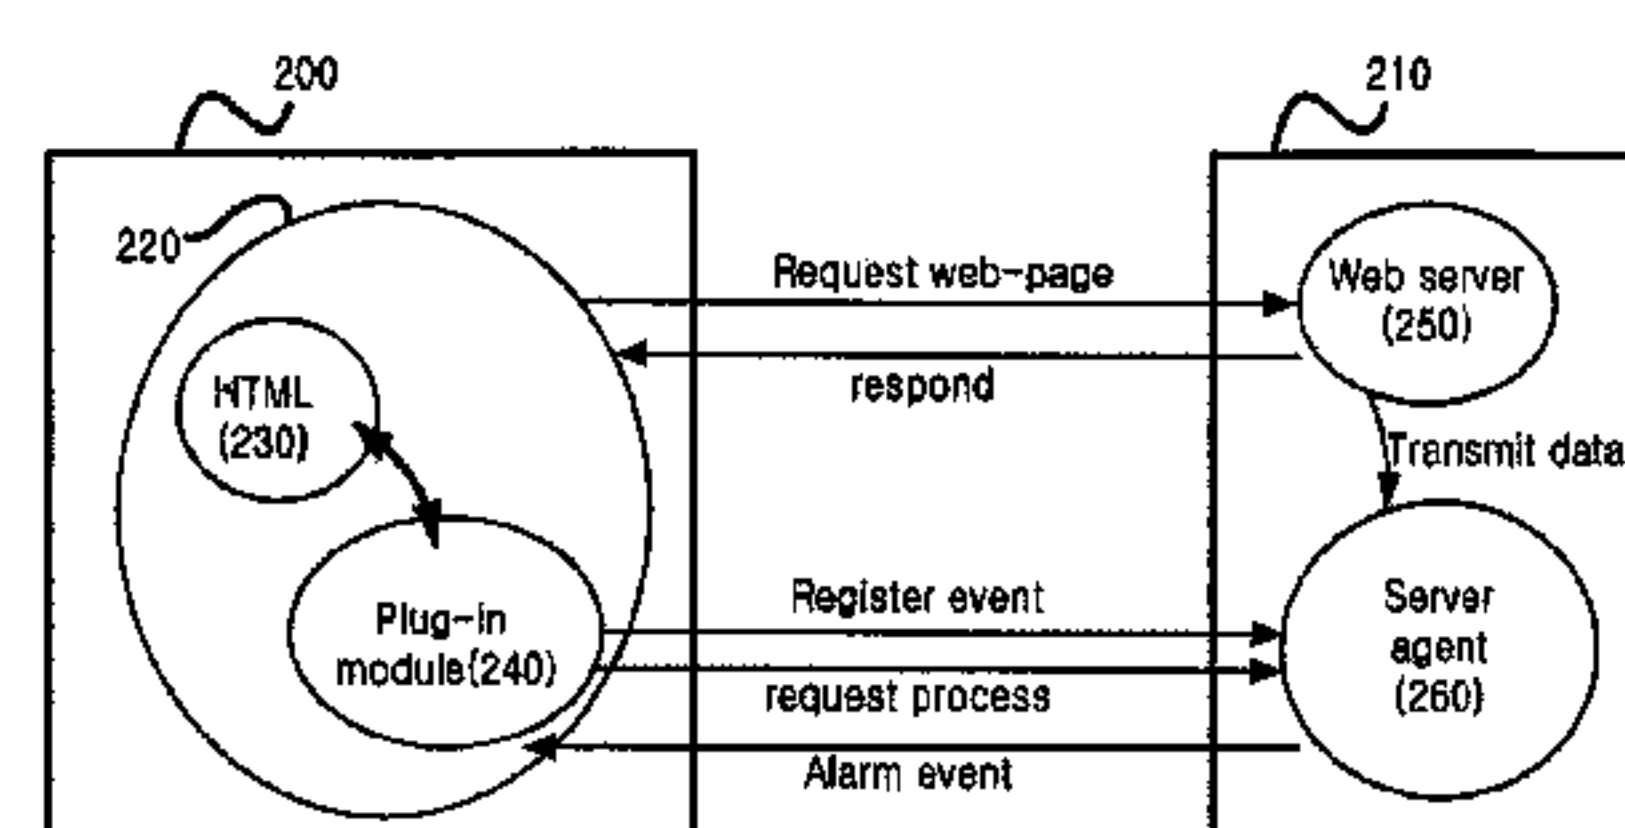 200
210
220
Request web-page
Web server
(250)
respond
HTML
(230)
Transmit data
Register event
Plug-in
module(240)
request process
Server
agent
(260)
Alarm event